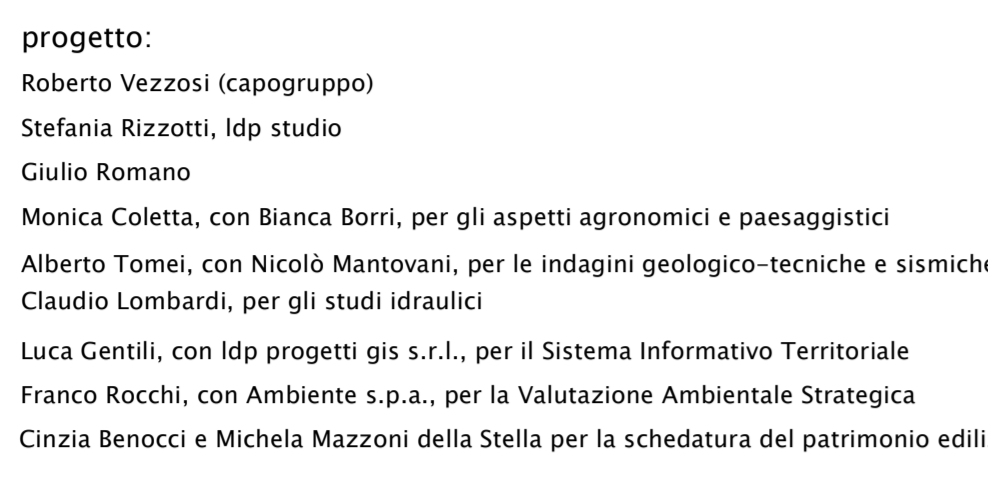 progetto:
Roberto Vezzosi (capogruppo)
Stefania Rizzotti, ldp studio
Giulio Romano
Monica Coletta, con Bianca Borri, per gli aspetti agronomici e paesaggistici
Alberto Tomei, con Nicolò Mantovani, per le indagini geologico-tecniche e sismiche
Claudio Lombardi, per gli studi idraulici
Luca Gentili, con ldp progetti gis s.r.l., per il Sistema Informativo Territoriale
Franco Rocchi, con Ambiente s.p.a., per la Valutazione Ambientale Strategica
Cinzia Benocci e Michela Mazzoni della Stella per la schedatura del patrimonio edili